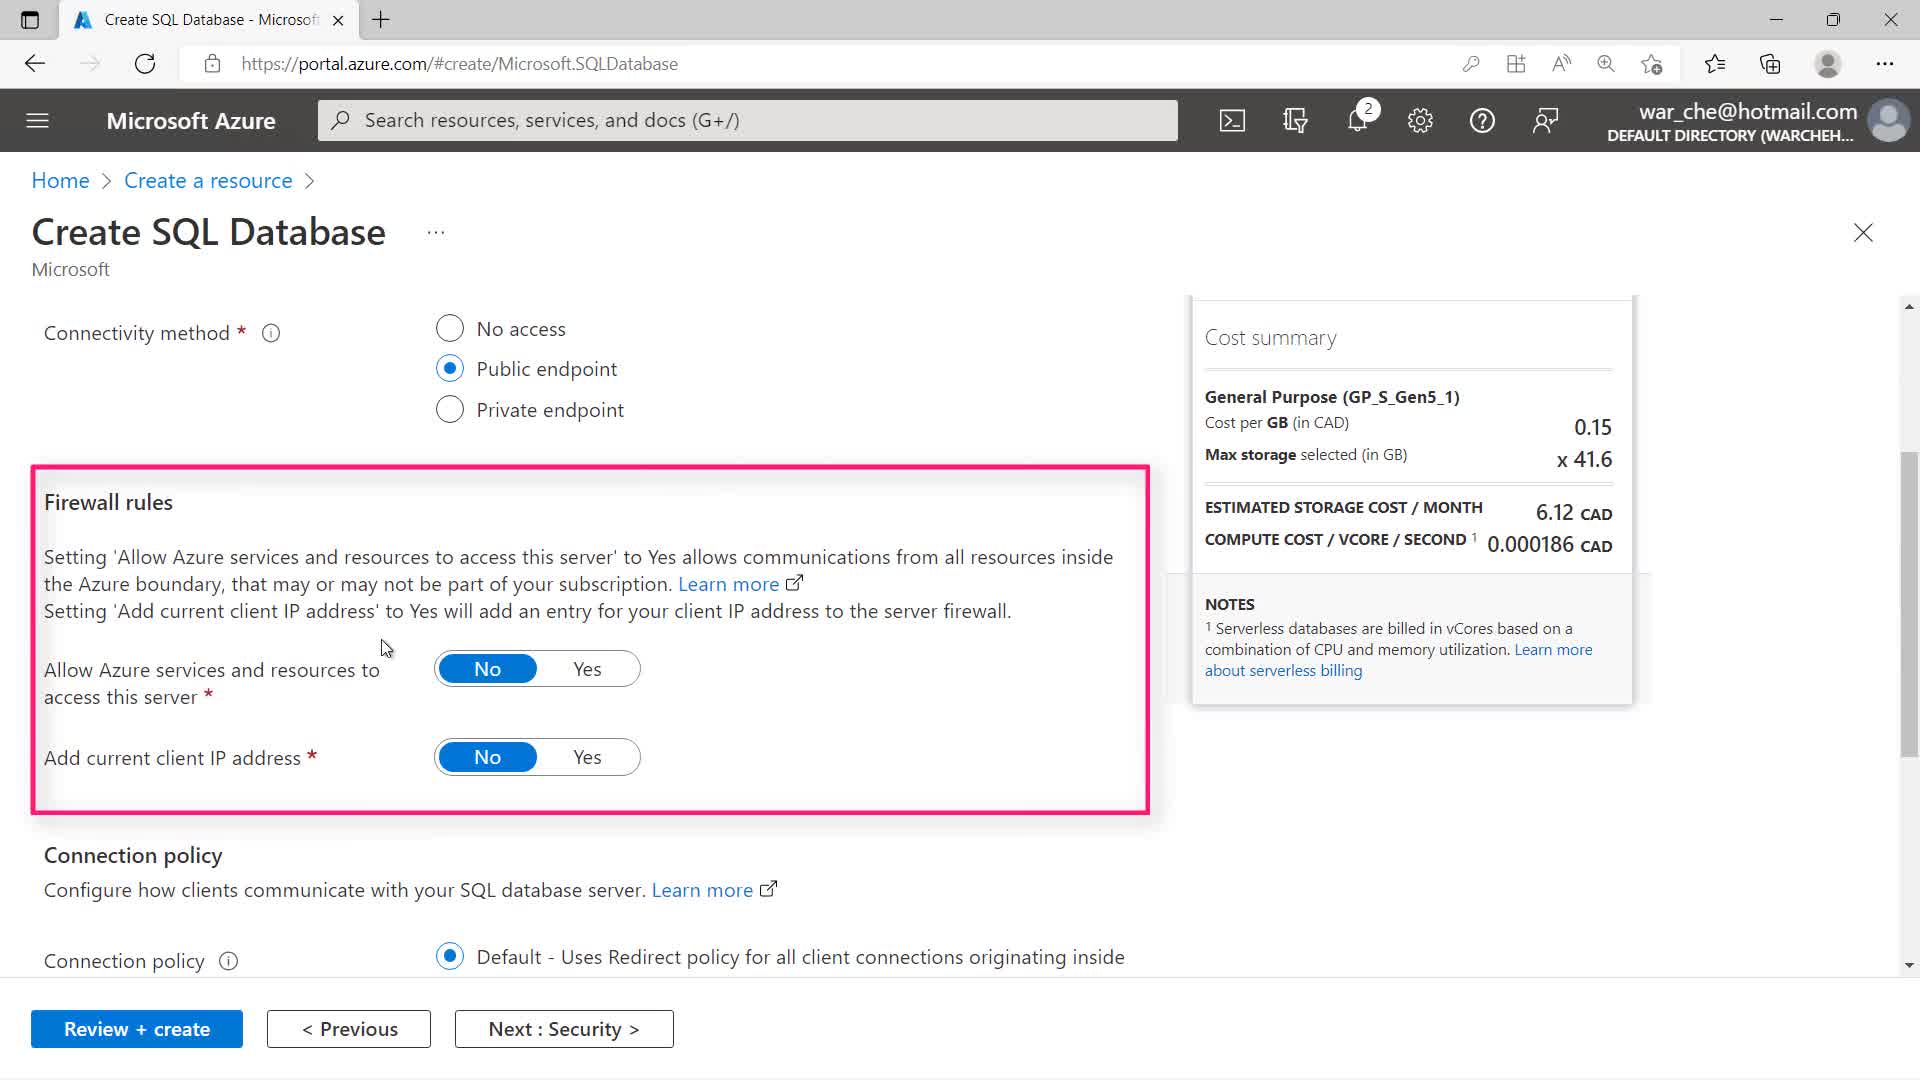 Create SQL Database - Microsof
https://portal.azure.com/#create/Microsoft.SQLDatabase
Microsoft Azure
Search resources, services, and docs (G+/)
2
war_che@hotmail.com
DEFAULT DIRECTORY (WARCHEH...
Home > Create a resource >
Create SQL Database ...
Microsoft
Connectivity method *
No access
Public endpoint
Private endpoint
Firewall rules
Setting 'Allow Azure services and resources to access this server' to Yes allows communications from all resources inside
the Azure boundary, that may or may not be part of your subscription. Learn more
Setting 'Add current client IP address' to Yes will add an entry for your client IP address to the server firewall.
Allow Azure services and resources to
access this server *
No Yes
Add current client IP address *
No Yes
Connection policy
Configure how clients communicate with your SQL database server. Learn more
Connection policy
Default - Uses Redirect policy for all client connections originating inside
Cost summary
General Purpose (GP_S_Gen5_1)
Cost per GB (in CAD) 0.15
Max storage selected (in GB) x 41.6
ESTIMATED STORAGE COST / MONTH 6.12 CAD
COMPUTE COST / VCORE / SECOND 1 0.000186 CAD
NOTES
1 Serverless databases are billed in vCores based on a
combination of CPU and memory utilization. Learn more
about serverless billing
Review + create
< Previous
Next : Security >